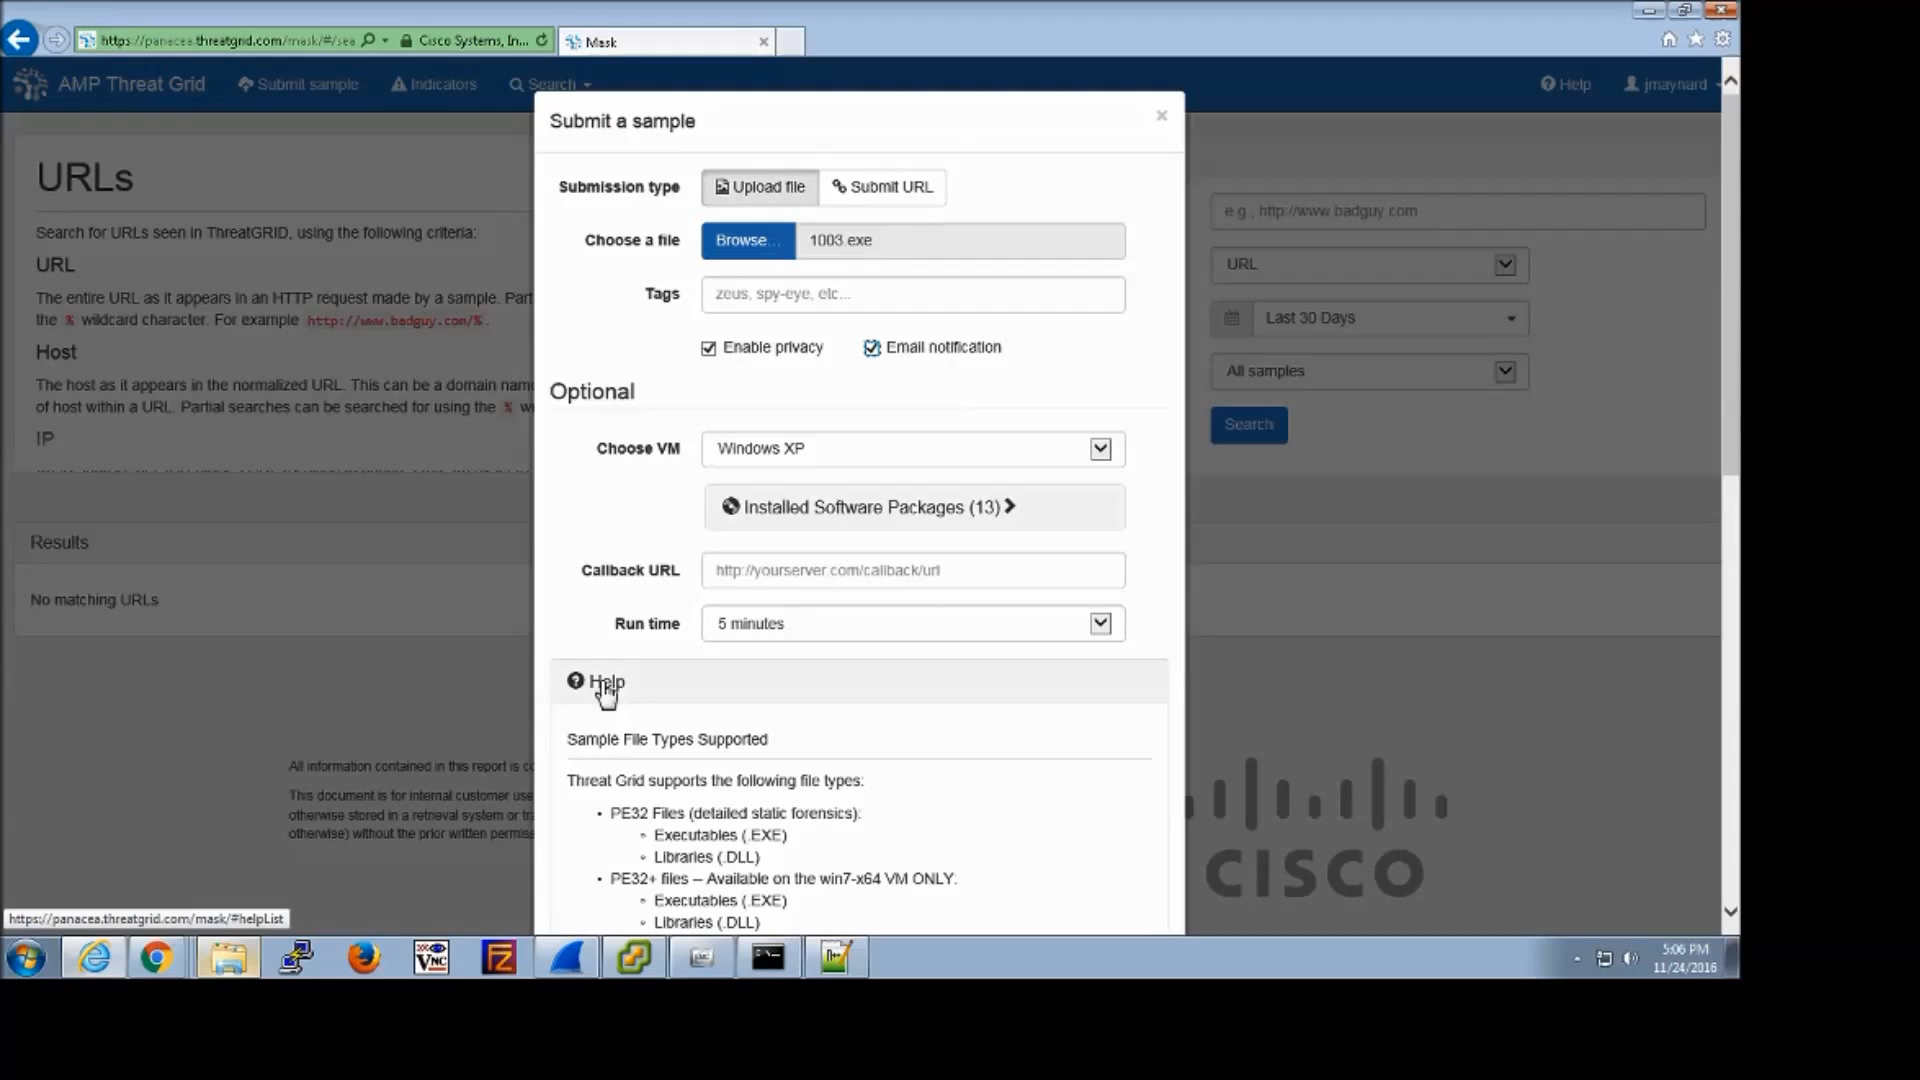 https://panacea.threatgrid.com/mask/#/sea
Cisco Systems, In...
Mask
AMP Threat Grid
Submit sample
Indicators
Search
Help
jmaynard
Submit a sample
×
URLs
Search for URLs seen in ThreatGRID, using the following criteria:
URL
The entire URL as it appears in an HTTP request made by a sample. Part
the % wildcard character. For example http://www.badguy.com/%.
Host
The host as it appears in the normalized URL. This can be a domain name
of host within a URL. Partial searches can be searched for using the % w
IP
Submission type
Upload file
Submit URL
Choose a file
Browse...
1003.exe
Tags
zeus, spy-eye, etc...
Enable privacy
Email notification
Optional
Choose VM
Windows XP
Installed Software Packages (13)
Callback URL
http://yourserver.com/callback/url
Run time
5 minutes
Help
Sample File Types Supported
Threat Grid supports the following file types:
• PE32 Files (detailed static forensics):
Executables (.EXE)
Libraries (.DLL)
• PE32+ files -- Available on the win7-x64 VM ONLY:
Executables (.EXE)
Libraries (.DLL)
e.g., http://www.badguy.com
URL
Last 30 Days
All samples
Search
Results
No matching URLs
All information contained in this report is co
This document is for internal customer use
otherwise stored in a retrieval system or tr
otherwise) without the prior written permiss
CISCO
https://panacea.threatgrid.com/mask/#helpList
VNC
5:06 PM
11/24/2016